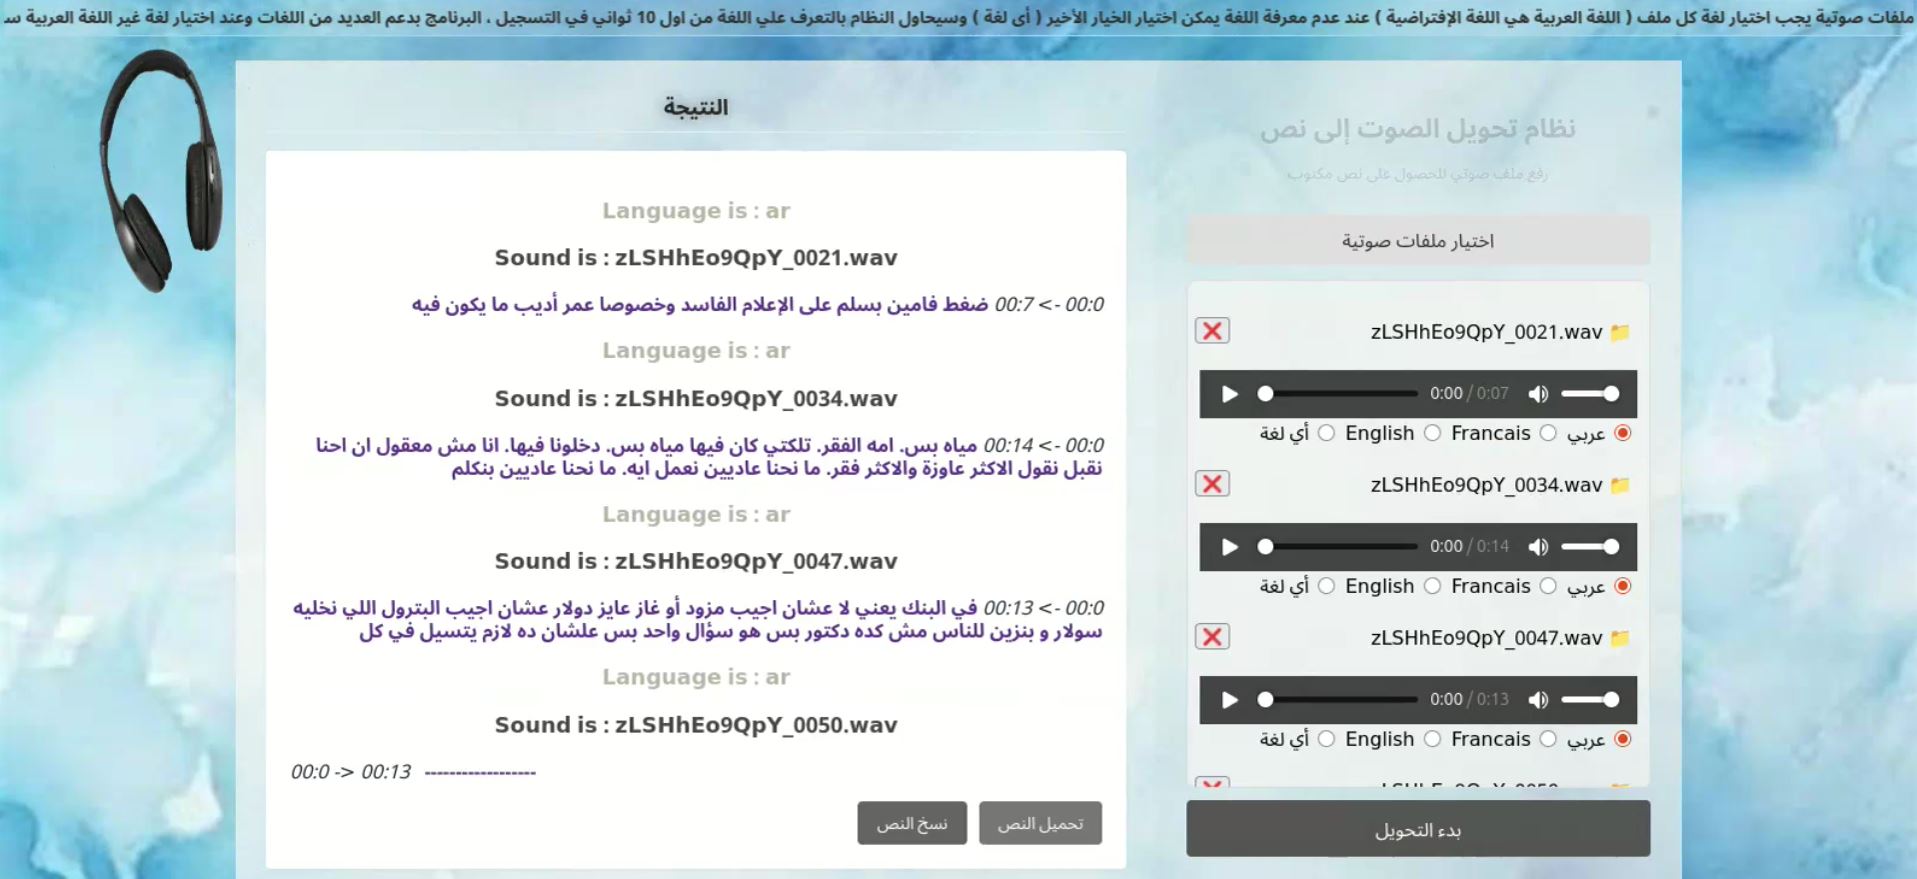 ملفات صوتية يجب اختيار لغة كل ملف ( اللغة العربية هي اللغة الإفتراضية ) عند عدم معرفة اللغة يمكن اختيار الخيار الأخير ( أى لغة ) وسيحاول النظام بالتعرف علي اللغة من اول 10 ثواني في التسجيل ، البرنامج بدعم العديد من اللغات وعند اختيار لغة غير اللغة العربية
نظام تحويل الصوت إلى نص
رفع ملف صوتي للحصول على نص مكتوب
اختيار ملفات صوتية
zLSHhEo9QpY_0021.wav
0:00 / 0:07
عربي Francais English أي لغة
zLSHhEo9QpY_0034.wav
0:00 / 0:14
عربي Francais English أي لغة
zLSHhEo9QpY_0047.wav
0:00 / 0:13
عربي Francais English أي لغة
بدء التحويل
النتيجة
Language is : ar
Sound is : zLSHhEo9QpY_0021.wav
00:0 -> 00:7 ضغط فامين بسلم على الإعلام الفاسد وخصوصا عمر أديب ما يكون فيه
Language is : ar
Sound is : zLSHhEo9QpY_0034.wav
00:0 -> 00:14 مياه بس. امه الفقر. تلكتي كان فيها مياه بس. دخلونا فيها. انا مش معقول ان احنا
نقبل نقول الاكثر عاوزة والاكثر فقر. ما نحنا عاديين نعمل ايه. ما نحنا عاديين بنكلم
Language is : ar
Sound is : zLSHhEo9QpY_0047.wav
00:0 -> 00:13 في البنك يعني لا عشان اجيب مزود أو غاز عايز دولار عشان اجيب البترول اللي نخليه
سولار و بنزين للناس مش كده دكتور بس هو سؤال واحد بس علشان ده لازم يتسيل في كل
Language is : ar
Sound is : zLSHhEo9QpY_0050.wav
00:0 -> 00:13 ------------------
تحميل النص
نسخ النص